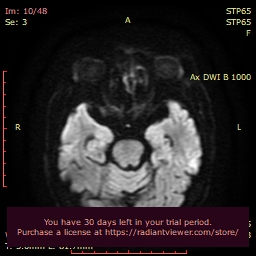 Im: 10/48
STP65
Se: 3
STP65
F
A
Ax DWI B 1000
R
L
You have 30 days left in your trial period.
Purchase a license at https://radiantviewer.com/store/